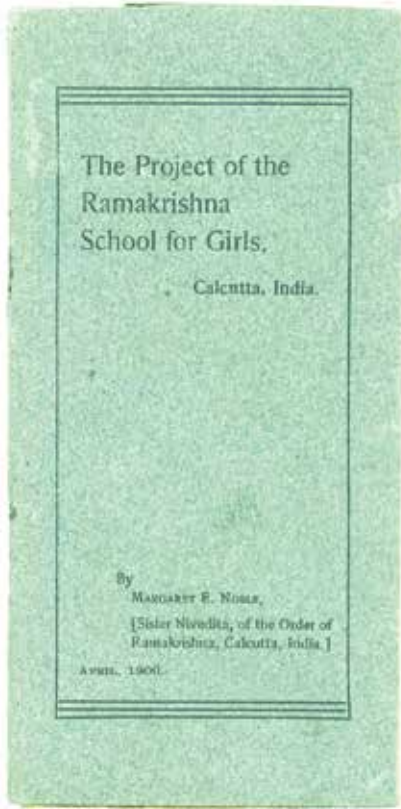 The Project of the
Ramakrishna
School for Girls,
Calcutta, India.
By
MARGARET E. NOBLE,
[Sister Nivedita, of the Order of
Ramakrishna, Calcutta, India.]
APRIL, 1900.